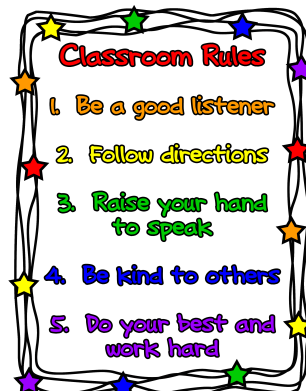 Classroom Rules
1. Be a good listener
2. Follow directions
3. Raise your hand
to speak
4. Be kind to others
5. Do your best and
work hard